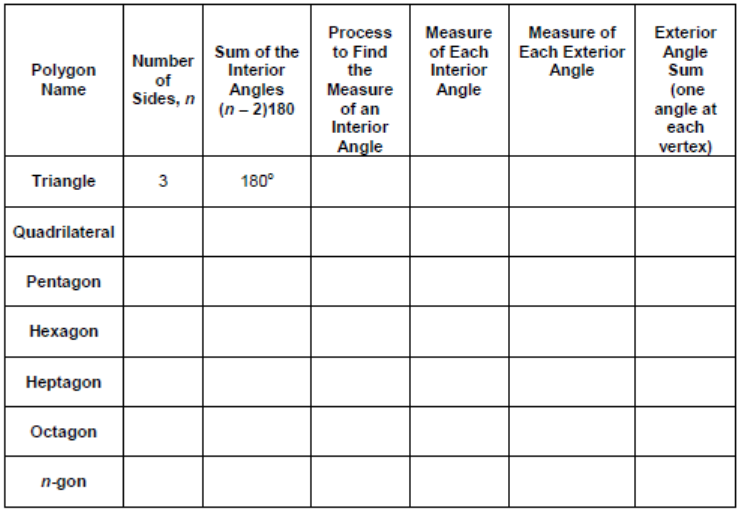 Polygon
Name
Number
of
Sides, n
Sum of the
Interior
Angles
(n – 2)180
Process
to Find
the
Measure
of an
Interior
Angle
Measure
of Each
Interior
Angle
Measure of
Each Exterior
Angle
Exterior
Angle
Sum
(one
angle at
each
vertex)
Triangle 3 180°
Quadrilateral
Pentagon
Hexagon
Heptagon
Octagon
n-gon